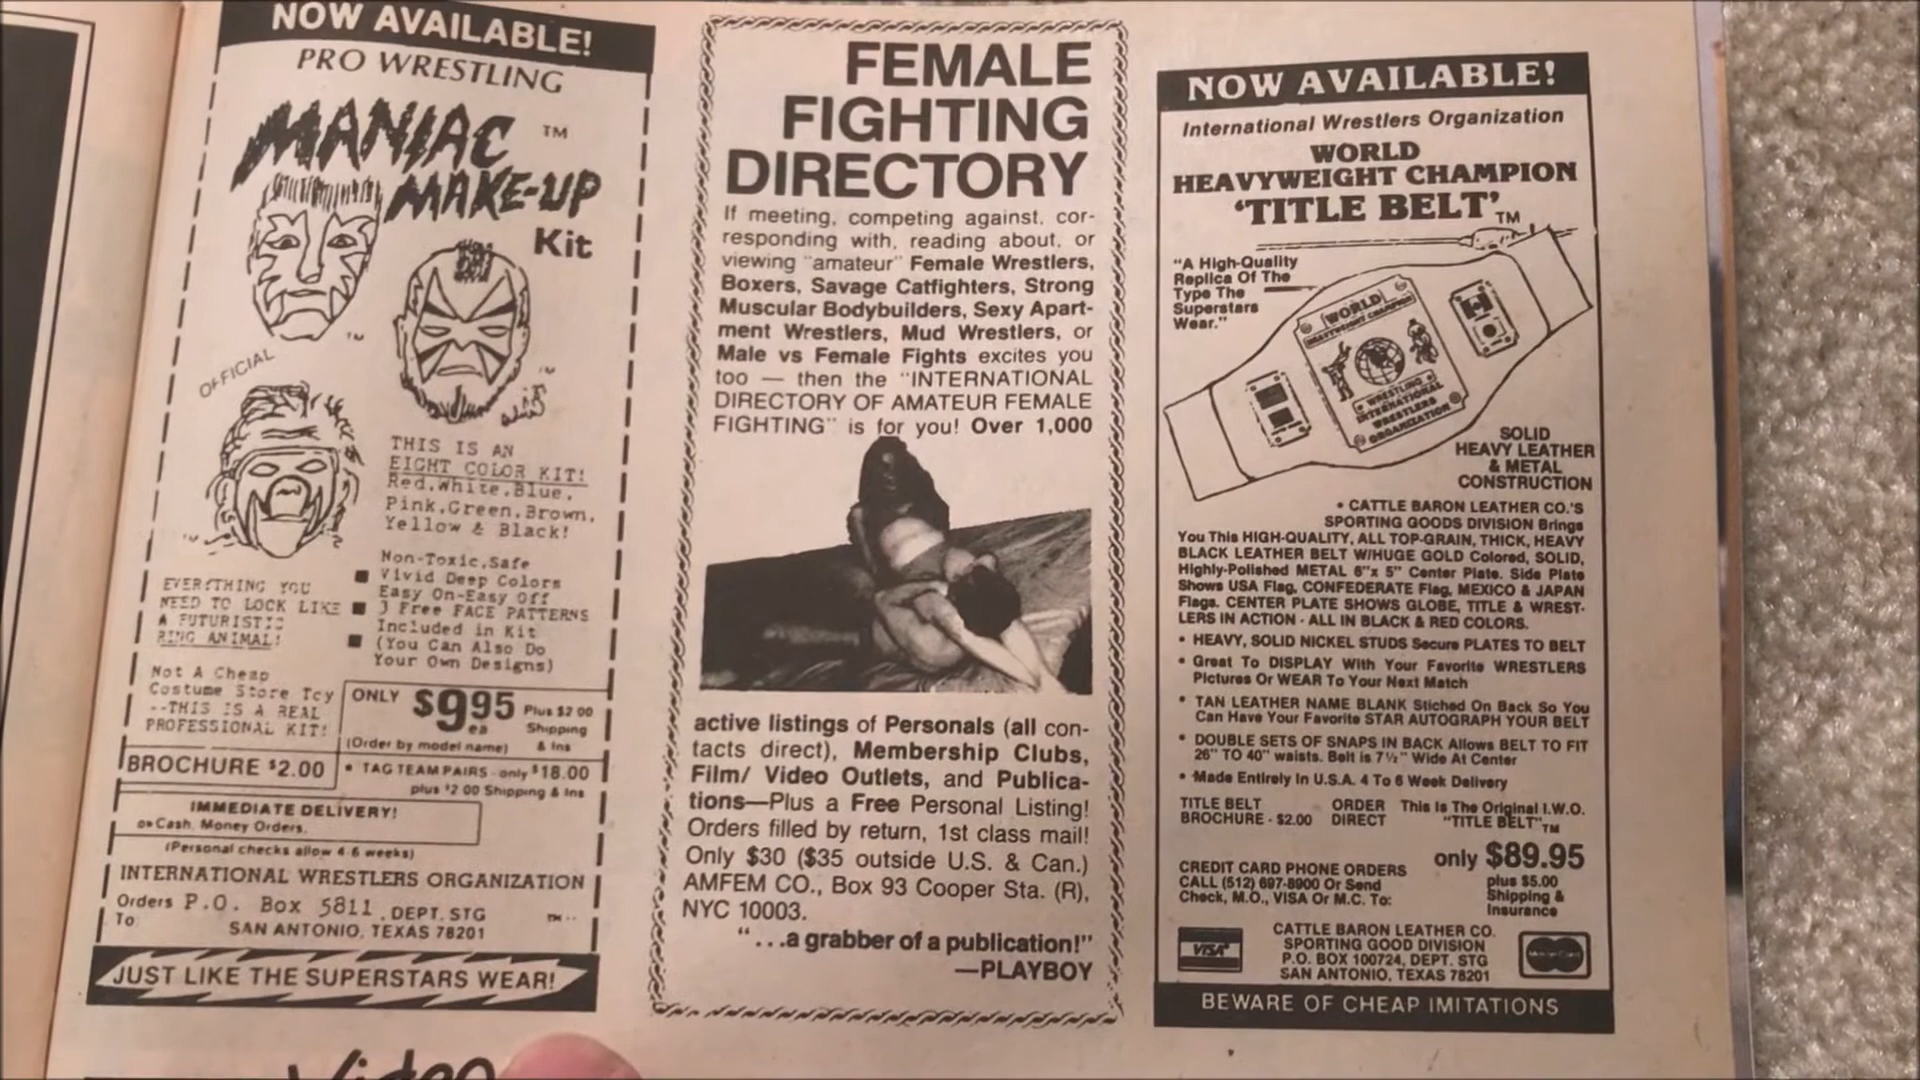 NOW AVAILABLE!
PRO WRESTLING
MANIAC TM
MAKE-UP
Kit
OFFICIAL
THIS IS AN
EIGHT COLOR KIT!
Red,White,Blue,
Pink,Green,Brown,
Yellow & Black!
Non-Toxic,Safe
Vivid Deep Colors
Easy On-Easy Off
3 Free FACE PATTERNS
Included in Kit
(You Can Also Do
Your Own Designs)
EVERYTHING YOU
NEED TO LOOK LIKE
A FUTURISTIC
RING ANIMAL!
Not A Cheap
Costume Store Toy
--THIS IS A REAL
PROFESSIONAL KIT!
ONLY $9.95 ea
Plus $2.00
Shipping
& Ins
(Order by model name)
BROCHURE $2.00
• TAG TEAM PAIRS - only $18.00
plus $2.00 Shipping & Ins
IMMEDIATE DELIVERY!
on Cash, Money Orders.
(Personal checks allow 4-6 weeks)
INTERNATIONAL WRESTLERS ORGANIZATION
Orders P.O. Box 5811, DEPT. STG
To: SAN ANTONIO, TEXAS 78201
TM
JUST LIKE THE SUPERSTARS WEAR!
Video
FEMALE
FIGHTING
DIRECTORY
If meeting, competing against, cor-
responding with, reading about, or
viewing "amateur" Female Wrestlers,
Boxers, Savage Catfighters, Strong
Muscular Bodybuilders, Sexy Apart-
ment Wrestlers, Mud Wrestlers, or
Male vs Female Fights excites you
too — then the "INTERNATIONAL
DIRECTORY OF AMATEUR FEMALE
FIGHTING" is for you! Over 1,000
active listings of Personals (all con-
tacts direct), Membership Clubs,
Film/ Video Outlets, and Publica-
tions—Plus a Free Personal Listing!
Orders filled by return, 1st class mail!
Only $30 ($35 outside U.S. & Can.)
AMFEM CO., Box 93 Cooper Sta. (R),
NYC 10003.
"...a grabber of a publication!"
—PLAYBOY
NOW AVAILABLE!
International Wrestlers Organization
WORLD
HEAVYWEIGHT CHAMPION
'TITLE BELT' TM
"A High-Quality
Replica Of The
Type The
Superstars
Wear."
WORLD
HEAVYWEIGHT CHAMPION
WRESTLING
INTERNATIONAL
WRESTLERS
ORGANIZATION
SOLID
HEAVY LEATHER
& METAL
CONSTRUCTION
• CATTLE BARON LEATHER CO.'S
SPORTING GOODS DIVISION Brings
You This HIGH-QUALITY, ALL TOP-GRAIN, THICK, HEAVY
BLACK LEATHER BELT W/HUGE GOLD Colored, SOLID,
Highly-Polished METAL 6"x 5" Center Plate. Side Plate
Shows USA Flag, CONFEDERATE Flag, MEXICO & JAPAN
Flags. CENTER PLATE SHOWS GLOBE, TITLE & WREST-
LERS IN ACTION - ALL IN BLACK & RED COLORS.
• HEAVY, SOLID NICKEL STUDS Secure PLATES TO BELT
• Great To DISPLAY With Your Favorite WRESTLERS
Pictures Or WEAR To Your Next Match
• TAN LEATHER NAME BLANK Stiched On Back So You
Can Have Your Favorite STAR AUTOGRAPH YOUR BELT
• DOUBLE SETS OF SNAPS IN BACK Allows BELT TO FIT
26" TO 40" waists. Belt is 7½" Wide At Center
• Made Entirely In U.S.A. 4 To 6 Week Delivery
TITLE BELT
BROCHURE - $2.00
ORDER
DIRECT
This Is The Original I.W.O.
"TITLE BELT" TM
CREDIT CARD PHONE ORDERS
CALL (512) 697-8900 Or Send
Check, M.O., VISA Or M.C. To:
only $89.95
plus $5.00
Shipping &
Insurance
VISA
CATTLE BARON LEATHER CO.
SPORTING GOOD DIVISION
P.O. BOX 100724, DEPT. STG
SAN ANTONIO, TEXAS 78201
MasterCard
BEWARE OF CHEAP IMITATIONS